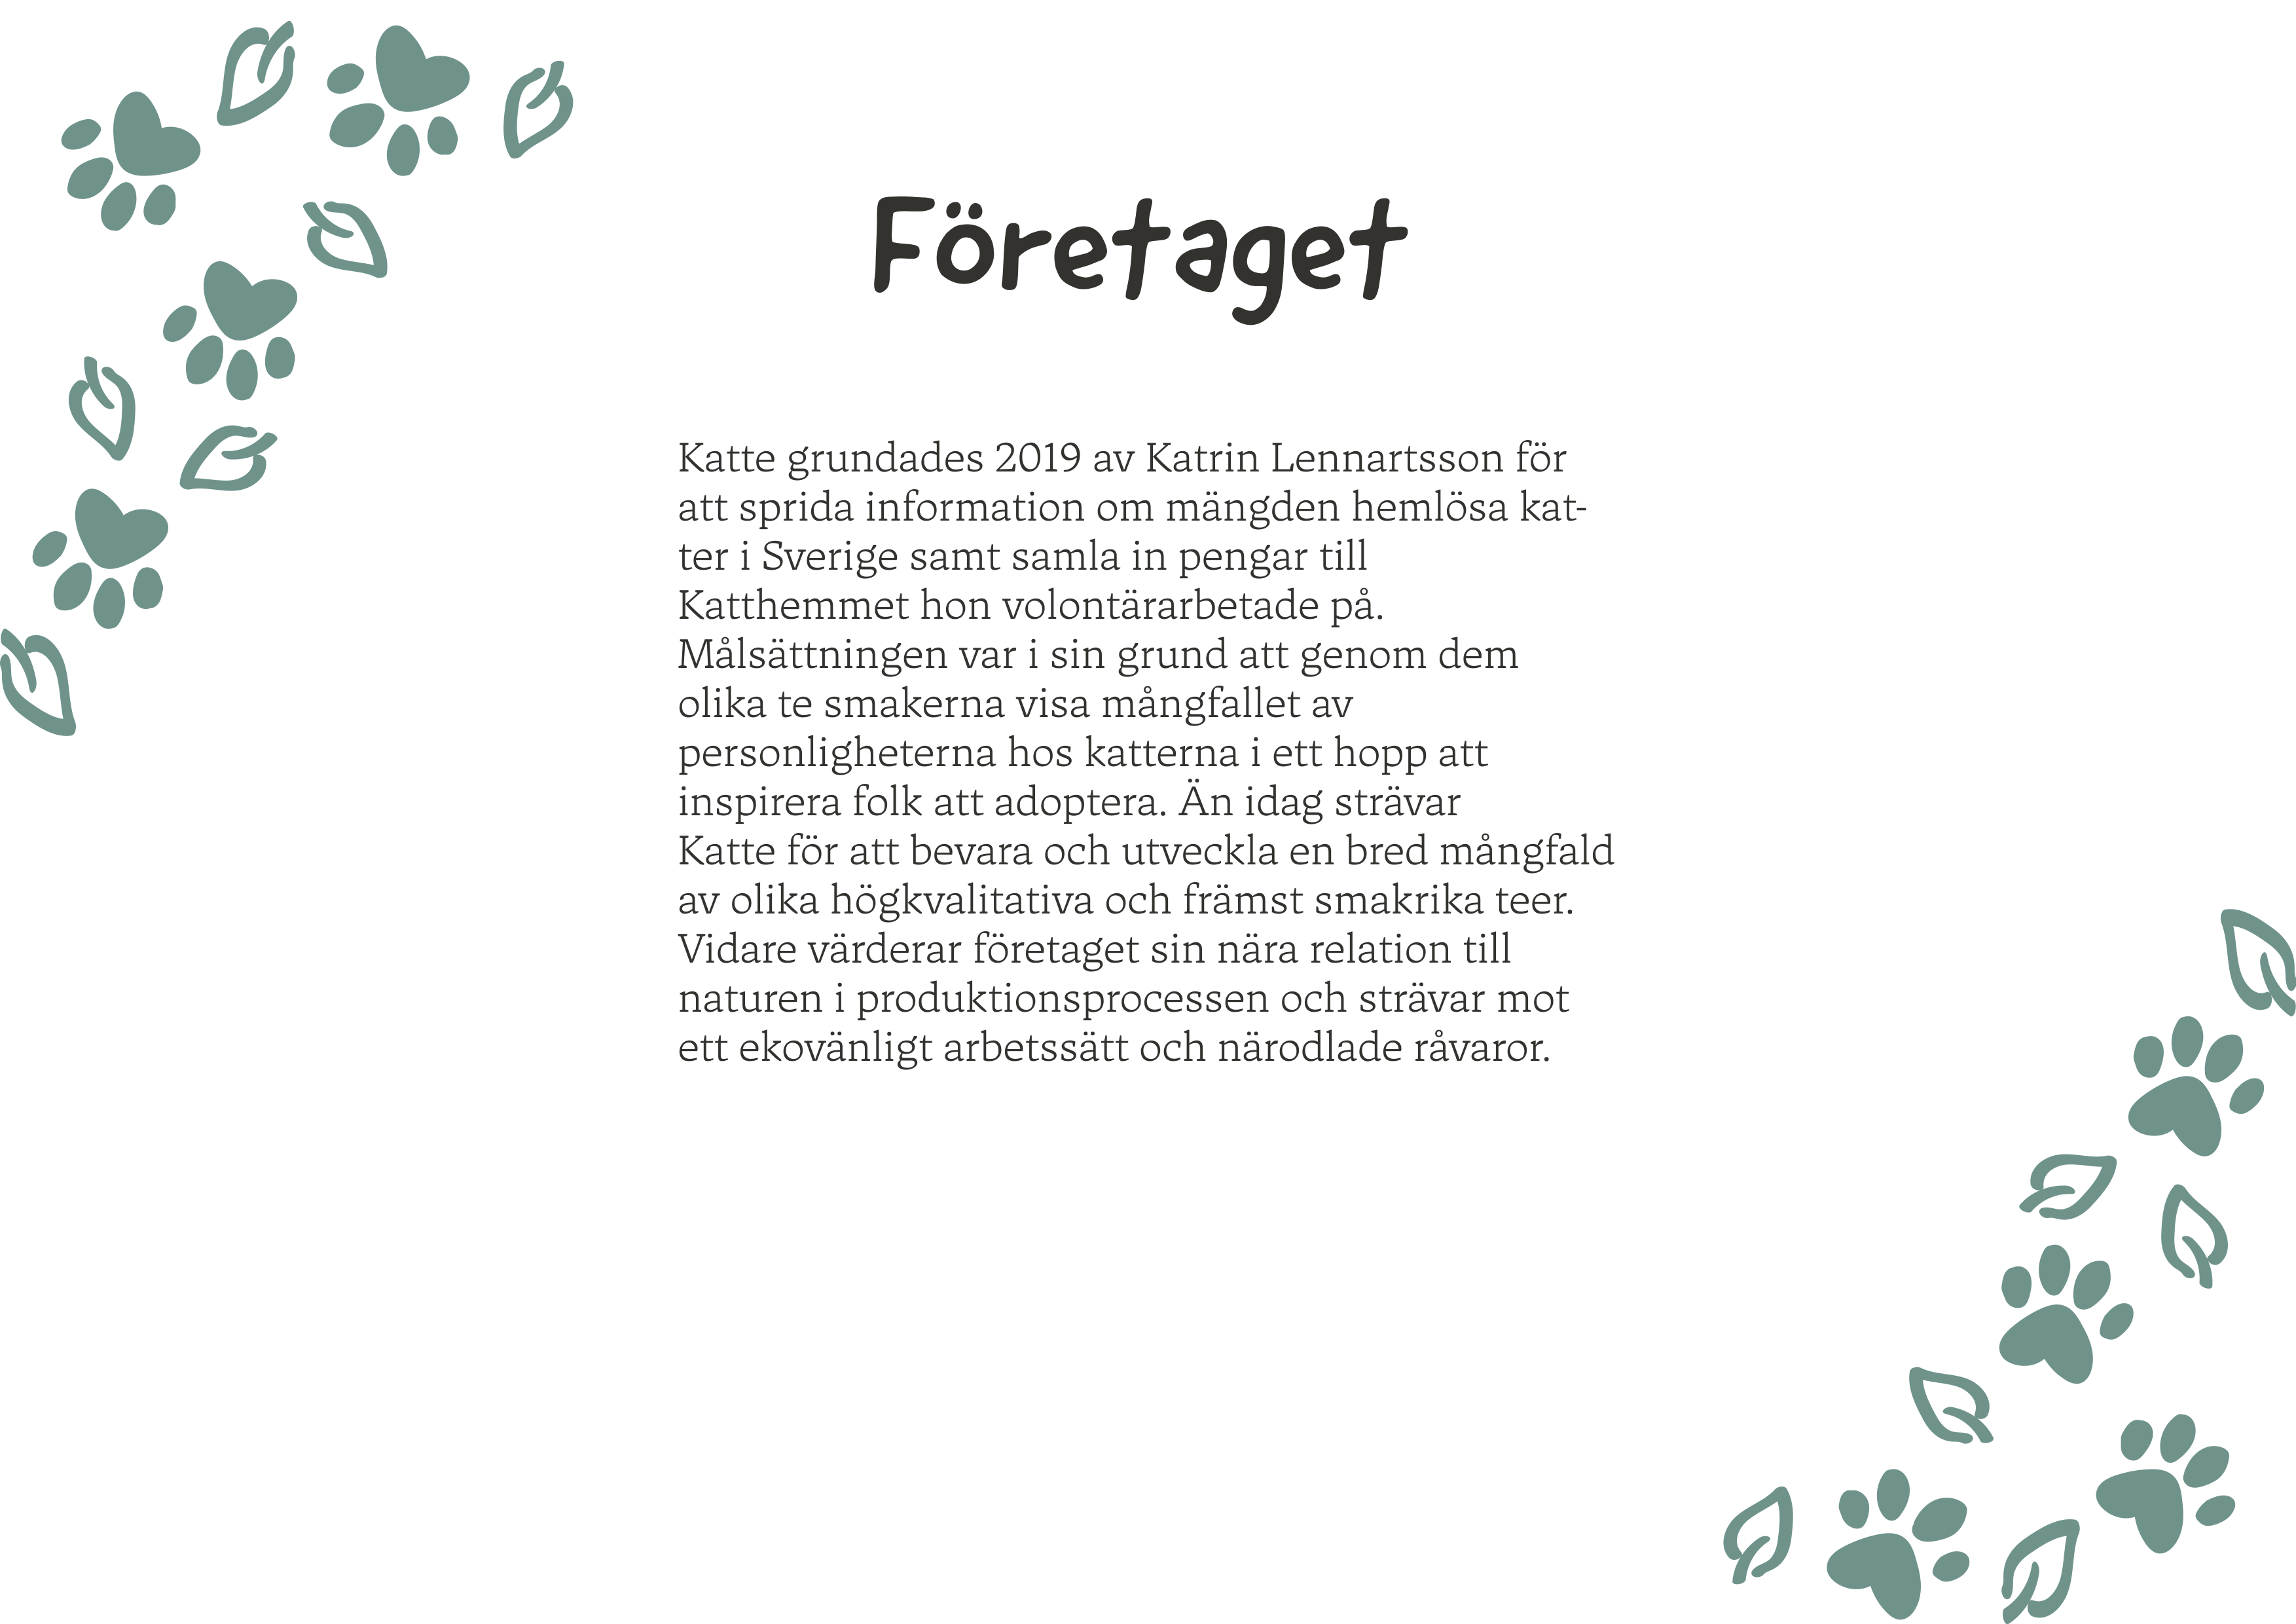 Företaget
Katte grundades 2019 av Katrin Lennartsson för
att sprida information om mängden hemlösa kat-
ter i Sverige samt samla in pengar till
Katthemmet hon volontärarbetade på.
Målsättningen var i sin grund att genom dem
olika te smakerna visa mångfallet av
personligheterna hos katterna i ett hopp att
inspirera folk att adoptera. Än idag strävar
Katte för att bevara och utveckla en bred mångfald
av olika högkvalitativa och främst smakrika teer.
Vidare värderar företaget sin nära relation till
naturen i produktionsprocessen och strävar mot
ett ekovänligt arbetssätt och närodlade råvaror.